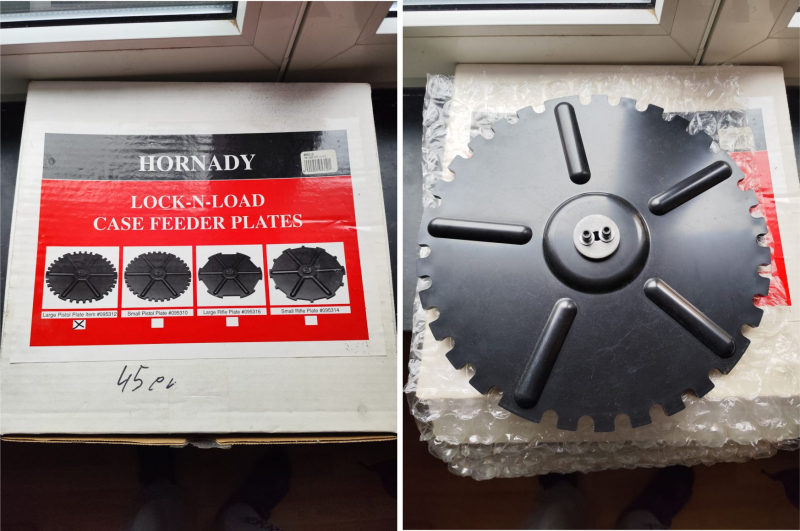 HORNADY
LOCK-N-LOAD
CASE FEEDER PLATES
Large Pistol Plate Item #095312
Small Pistol Plate #095310
Large Rifle Plate #095316
Small Rifle Plate #095314